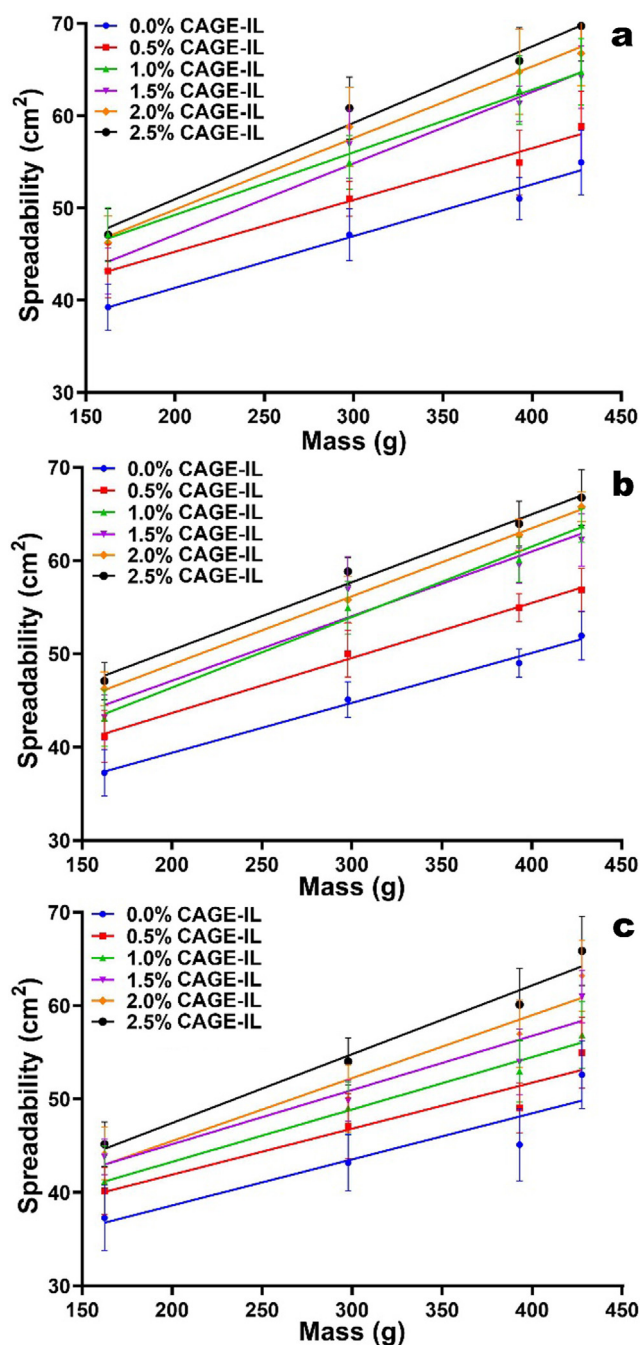 a
70
60
50
40
30
Spreadability (cm²)
0.0% CAGE-IL
0.5% CAGE-IL
1.0% CAGE-IL
1.5% CAGE-IL
2.0% CAGE-IL
2.5% CAGE-IL
150 200 250 300 350 400 450
Mass (g)
b
70
60
50
40
30
Spreadability (cm²)
0.0% CAGE-IL
0.5% CAGE-IL
1.0% CAGE-IL
1.5% CAGE-IL
2.0% CAGE-IL
2.5% CAGE-IL
150 200 250 300 350 400 450
Mass (g)
c
70
60
50
40
30
Spreadability (cm²)
0.0% CAGE-IL
0.5% CAGE-IL
1.0% CAGE-IL
1.5% CAGE-IL
2.0% CAGE-IL
2.5% CAGE-IL
150 200 250 300 350 400 450
Mass (g)